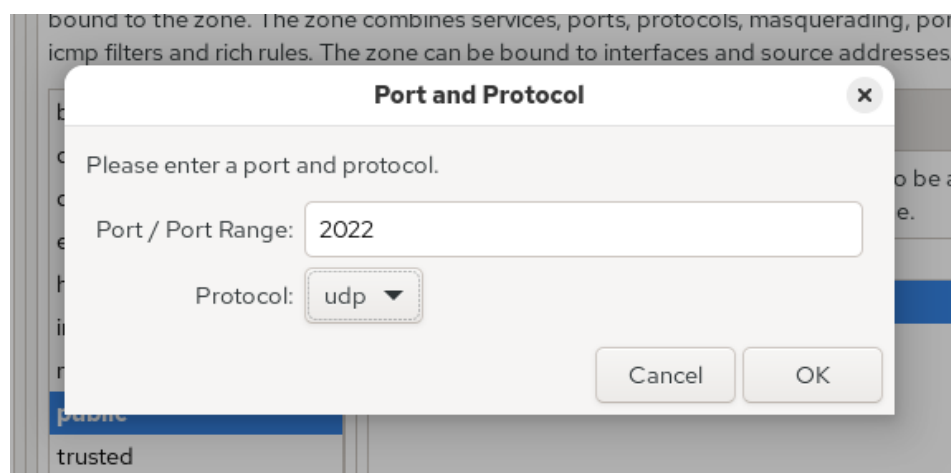 bound to the zone. The zone combines services, ports, protocols, masquerading, por
icmp filters and rich rules. The zone can be bound to interfaces and source addresses
Port and Protocol
Please enter a port and protocol.
o be a
e.
Port / Port Range: 2022
Protocol: udp
Cancel OK
public
trusted